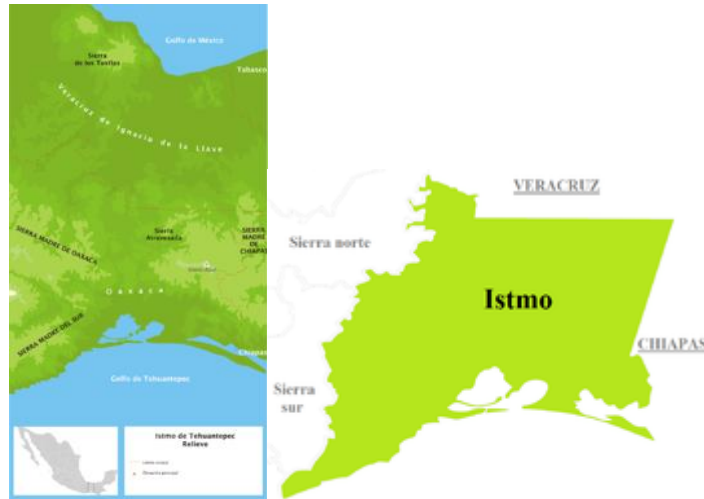 Golfo de México
Sierra
de los Tuxtlas
Tabasco
Veracruz de Ignacio de la Llave
SIERRA MADRE DE OAXACA
Sierra
Atravesada
SIERRA
MADRE
DE
CHIAPAS
Oaxaca
SIERRA MADRE DEL SUR
Chiapas
Golfo de Tehuantepec
Istmo de Tehuantepec
Relieve
VERACRUZ
Sierra norte
Istmo
CHIAPAS
Sierra
sur